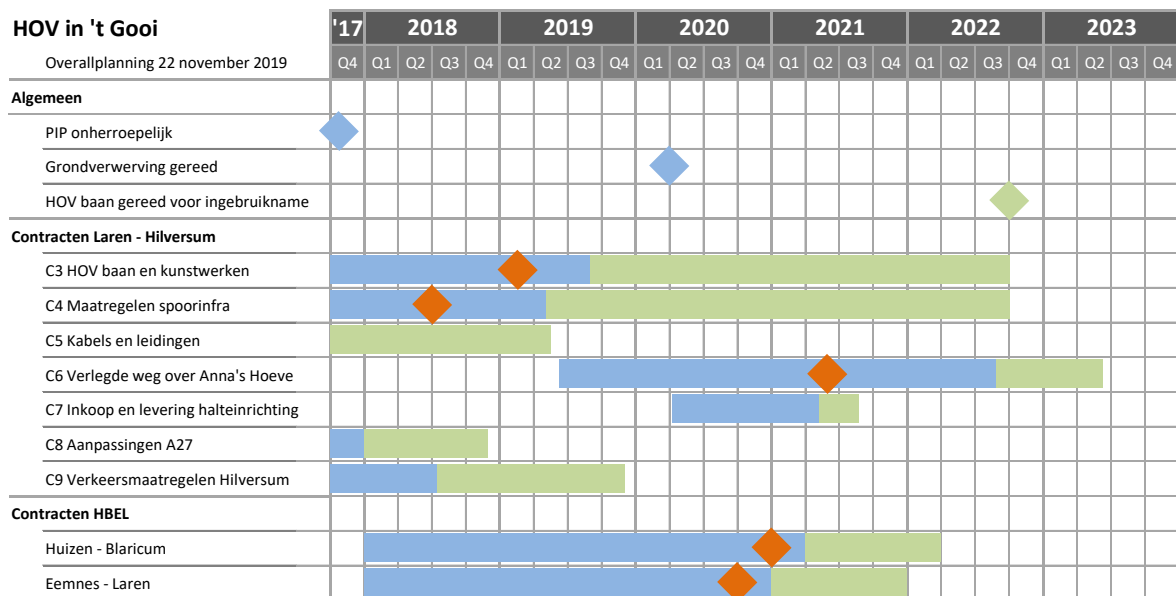 HOV in 't Gooi '17 2018 2019 2020 2021 2022 2023
Overallplanning 22 november 2019 Q4 Q1 Q2 Q3 Q4 Q1 Q2 Q3 Q4 Q1 Q2 Q3 Q4 Q1 Q2 Q3 Q4 Q1 Q2 Q3 Q4 Q1 Q2 Q3 Q4
Algemeen
PIP onherroepelijk
Grondverwerving gereed
HOV baan gereed voor ingebruikname
Contracten Laren - Hilversum
C3 HOV baan en kunstwerken
C4 Maatregelen spoorinfra
C5 Kabels en leidingen
C6 Verlegde weg over Anna's Hoeve
C7 Inkoop en levering halteinrichting
C8 Aanpassingen A27
C9 Verkeersmaatregelen Hilversum
Contracten HBEL
Huizen - Blaricum
Eemnes - Laren